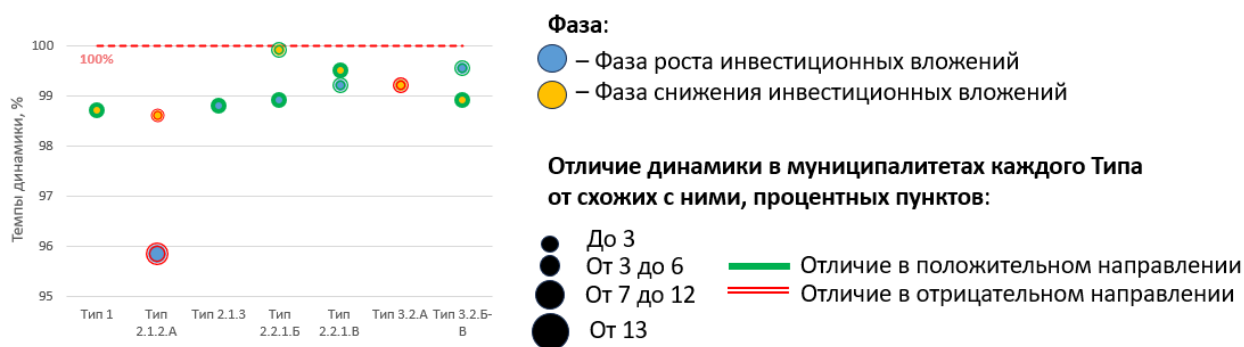 Темпы динамики, %
100
99
98
97
96
95
100%
Тип 1
Тип
2.1.2.А
Тип 2.1.3
Тип
2.2.1.Б
Тип
2.2.1.В
Тип 3.2.А
Тип 3.2.Б-
В
Фаза:
– Фаза роста инвестиционных вложений
– Фаза снижения инвестиционных вложений
Отличие динамики в муниципалитетах каждого Типа
от схожих с ними, процентных пунктов:
До 3
От 3 до 6
От 7 до 12
От 13
Отличие в положительном направлении
Отличие в отрицательном направлении